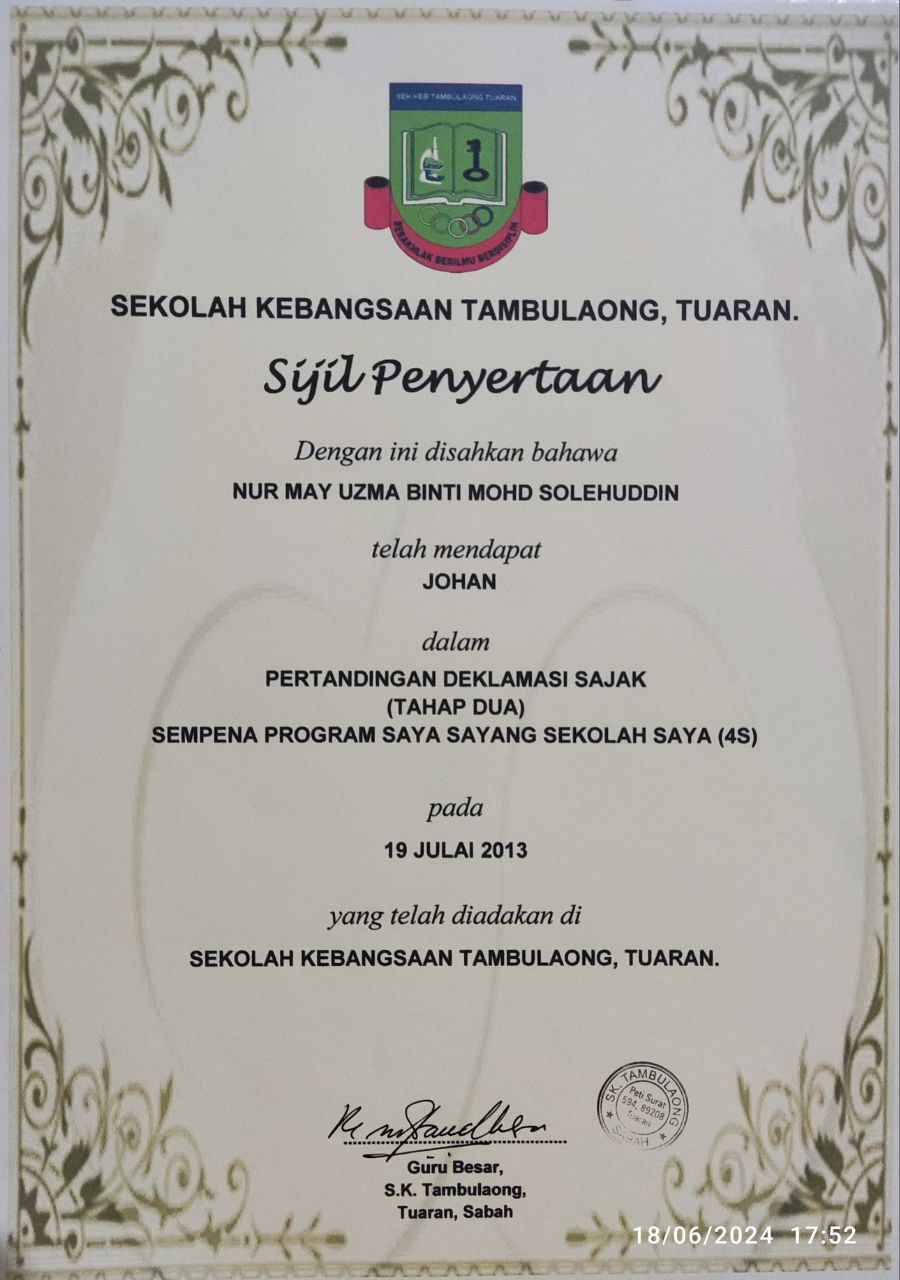 SEK KEB TAMBULAONG TUARAN
BERAKHLAK BERILMU BERDISIPLIN
SEKOLAH KEBANGSAAN TAMBULAONG, TUARAN.
Sijil Penyertaan
Dengan ini disahkan bahawa
NUR MAY UZMA BINTI MOHD SOLEHUDDIN
telah mendapat
JOHAN
dalam
PERTANDINGAN DEKLAMASI SAJAK
(TAHAP DUA)
SEMPENA PROGRAM SAYA SAYANG SEKOLAH SAYA (4S)
pada
19 JULAI 2013
yang telah diadakan di
SEKOLAH KEBANGSAAN TAMBULAONG, TUARAN.
SK. TAMBULAONG
Peti Surat
594, 89208
Tuaran
SABAH
Guru Besar,
S.K. Tambulaong,
Tuaran, Sabah
18/06/2024 17:52